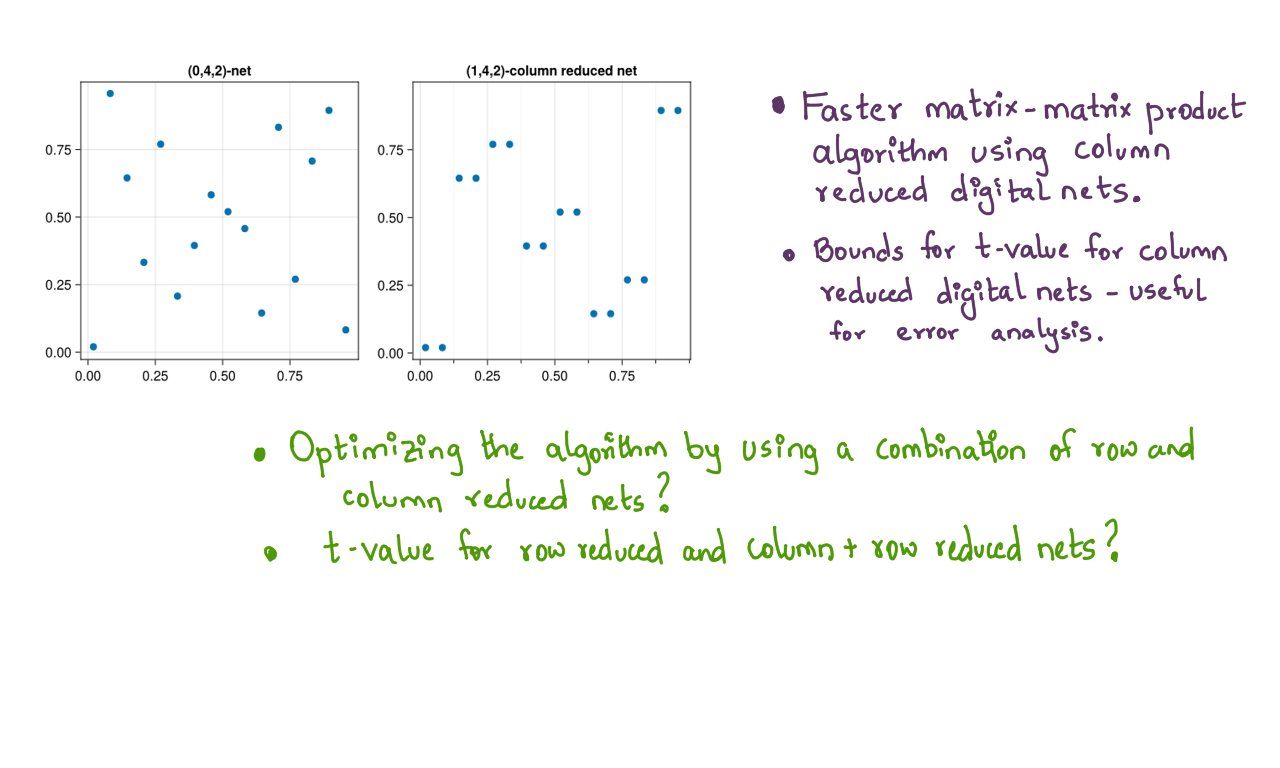 (0,4,2)-net
0.75
0.50
0.25
0.00
0.00 0.25 0.50 0.75
(1,4,2)-column reduced net
0.75
0.50
0.25
0.00
0.00 0.25 0.50 0.75
• Faster matrix-matrix product
algorithm using column
reduced digital nets.
• Bounds for t-value for column
reduced digital nets - useful
for error analysis.
• Optimizing the algorithm by using a combination of row and
column reduced nets?
• t-value for row reduced and column + row reduced nets?